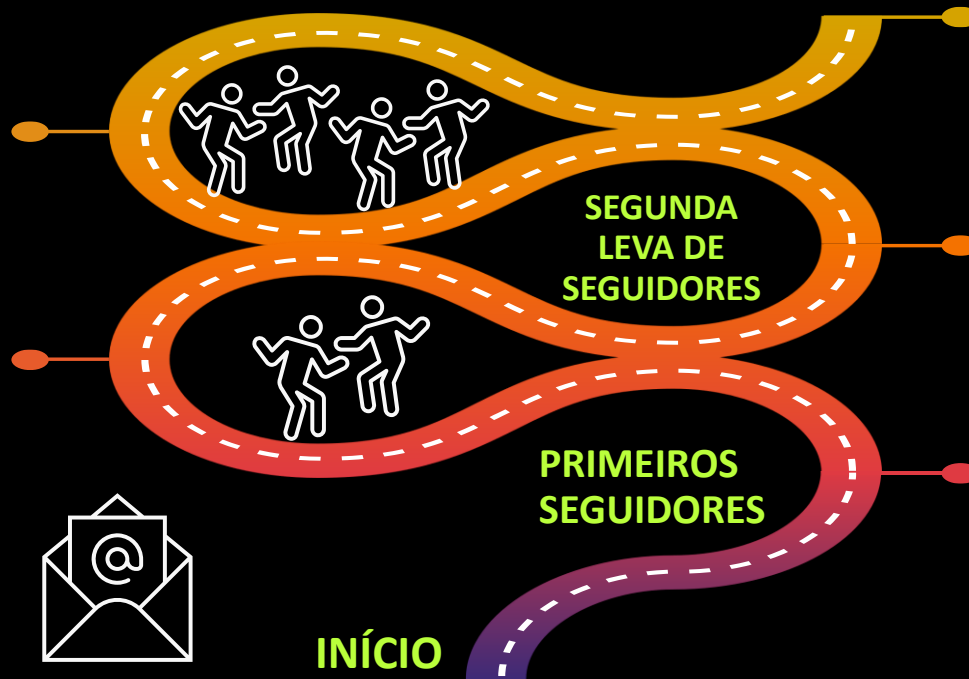 SEGUNDA
LEVA DE
SEGUIDORES
PRIMEIROS
SEGUIDORES
@
INÍCIO